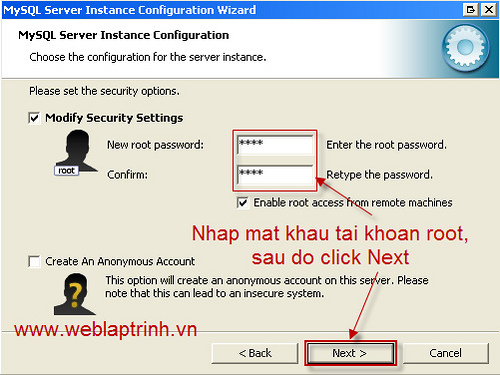 MySQL Server Instance Configuration Wizard
MySQL Server Instance Configuration
Choose the configuration for the server instance.
Please set the security options.
Modify Security Settings
root
New root password:
****
Enter the root password.
Confirm:
****
Retype the password.
Enable root access from remote machines
Nhap mat khau tai khoan root,
sau do click Next
Create An Anonymous Account
This option will create an anonymous account on this server. Please
note that this can lead to an insecure system.
?
www.weblaptrinh.vn
< Back
Next >
Cancel